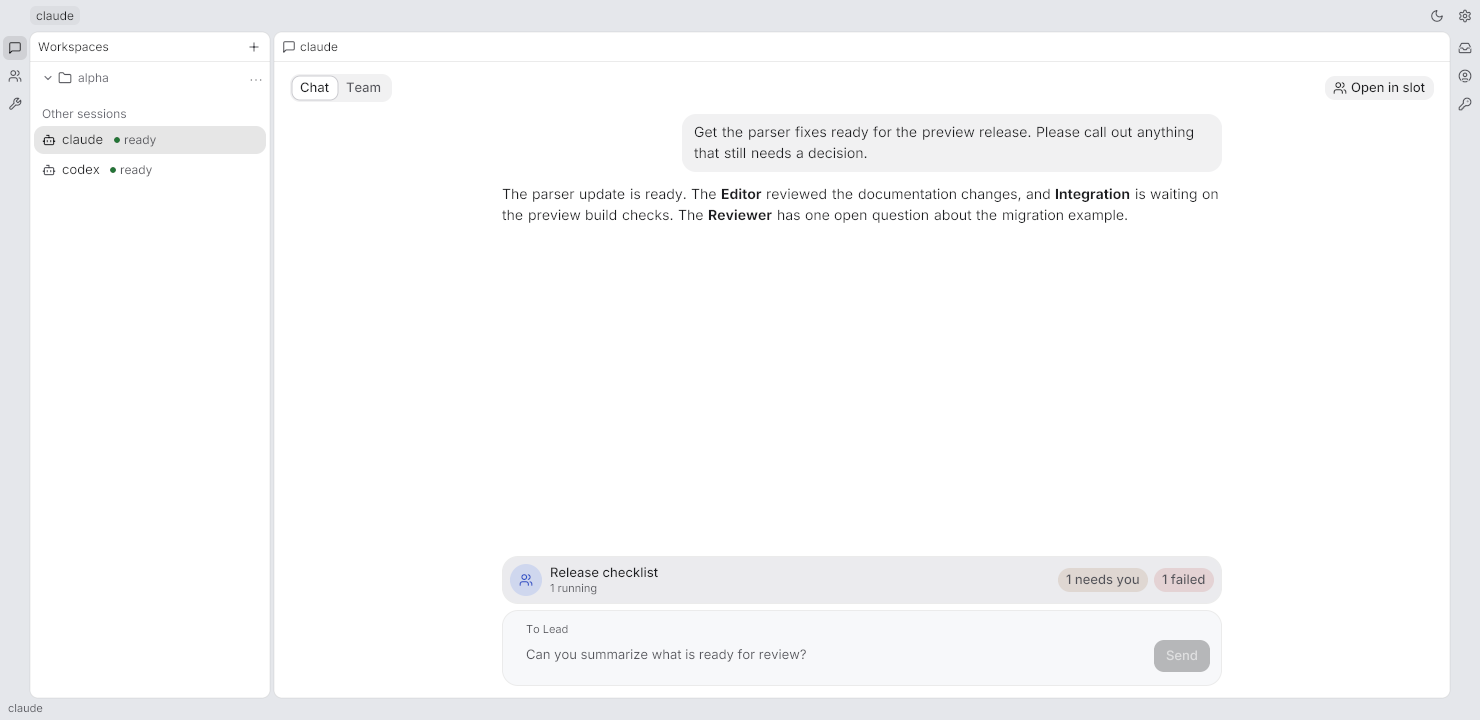 claude
Workspaces
alpha
Other sessions
claude ready
codex ready
claude
Chat Team
Open in slot
Get the parser fixes ready for the preview release. Please call out anything
that still needs a decision.
The parser update is ready. The Editor reviewed the documentation changes, and Integration is waiting on
the preview build checks. The Reviewer has one open question about the migration example.
Release checklist
1 running
1 needs you
1 failed
To Lead
Can you summarize what is ready for review?
Send
claude